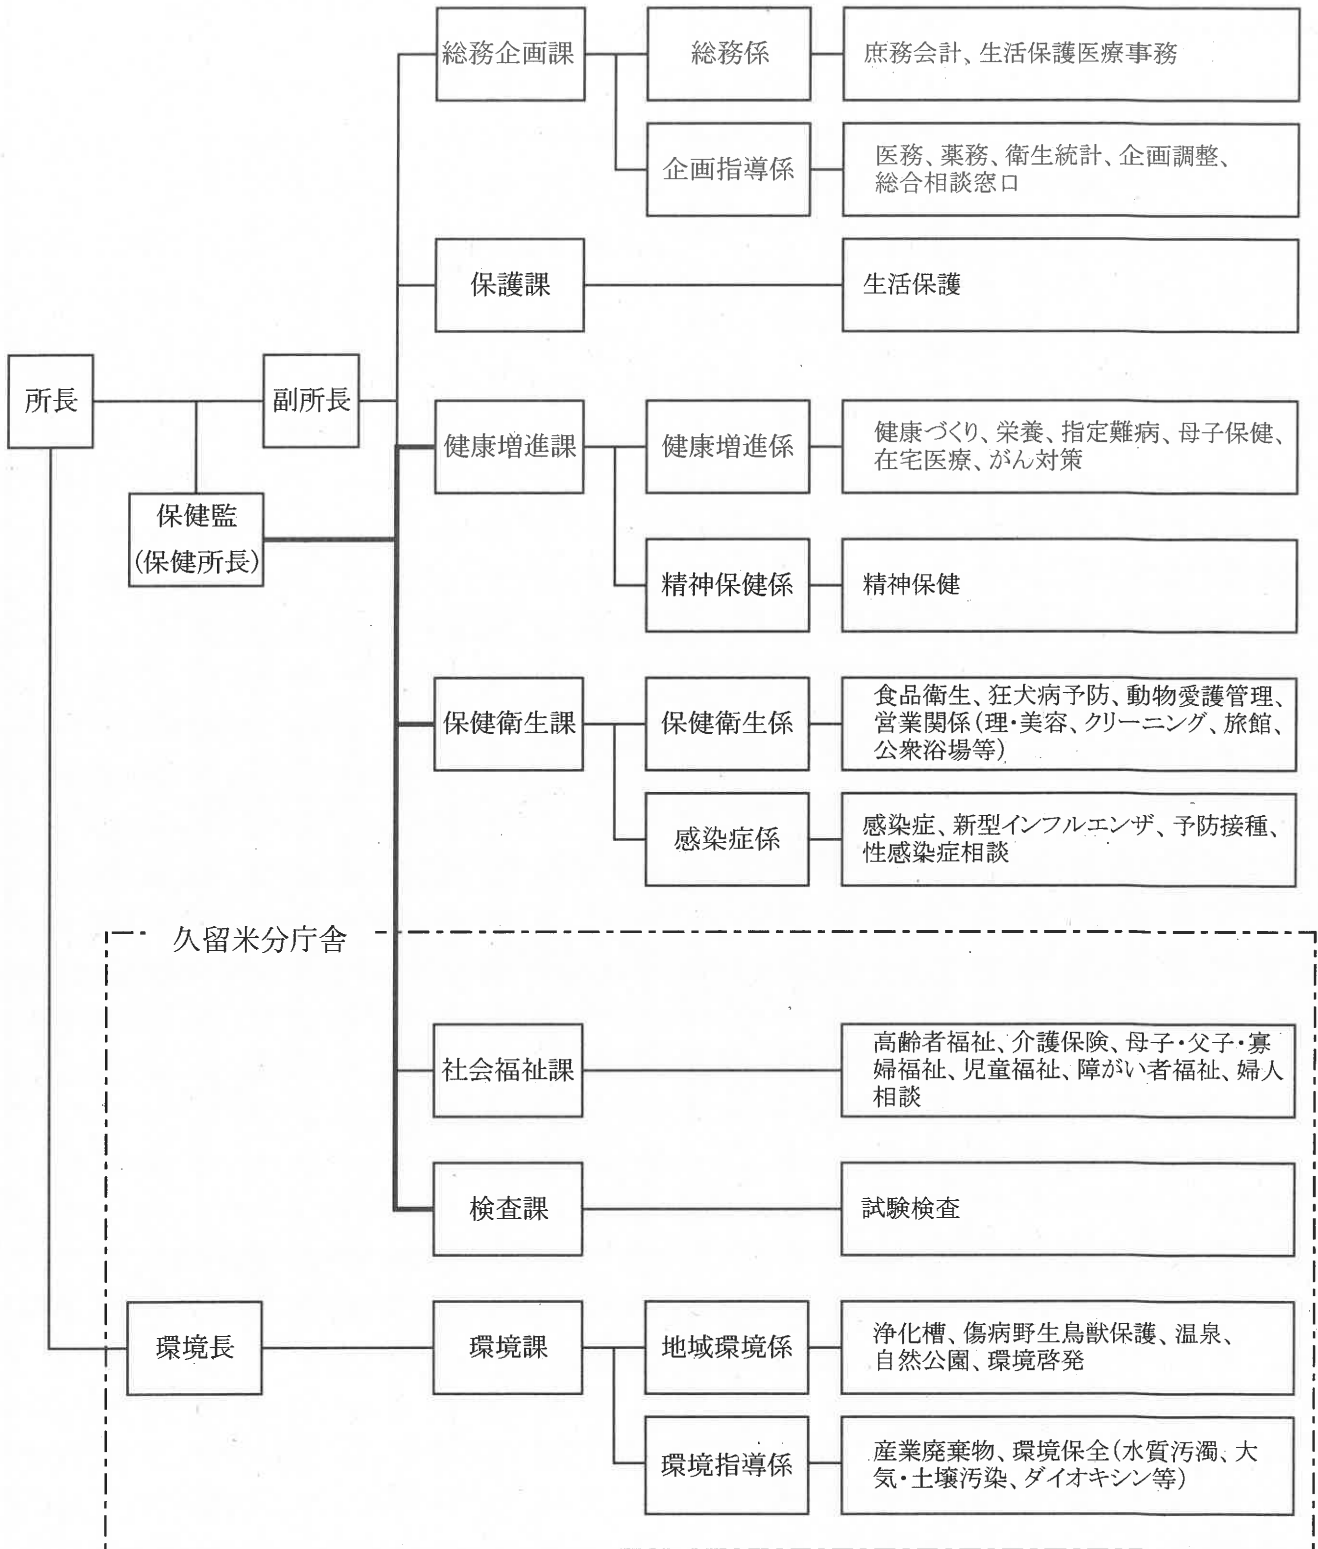 総務企画課
総務係
庶務会計、生活保護医療事務
企画指導係
医務、薬務、衛生統計、企画調整、
総合相談窓口
保護課
生活保護
所長
副所長
保健監
(保健所長)
健康増進課
健康増進係
健康づくり、栄養、指定難病、母子保健、
在宅医療、がん対策
精神保健係
精神保健
保健衛生課
保健衛生係
食品衛生、狂犬病予防、動物愛護管理、
営業関係(理・美容、クリーニング、旅館、
公衆浴場等)
感染症係
感染症、新型インフルエンザ、予防接種、
性感染症相談
久留米分庁舎
社会福祉課
高齢者福祉、介護保険、母子・父子・寡
婦福祉、児童福祉、障がい者福祉、婦人
相談
検査課
試験検査
環境長
環境課
地域環境係
浄化槽、傷病野生鳥獣保護、温泉、
自然公園、環境啓発
環境指導係
産業廃棄物、環境保全(水質汚濁、大
気・土壌汚染、ダイオキシン等)